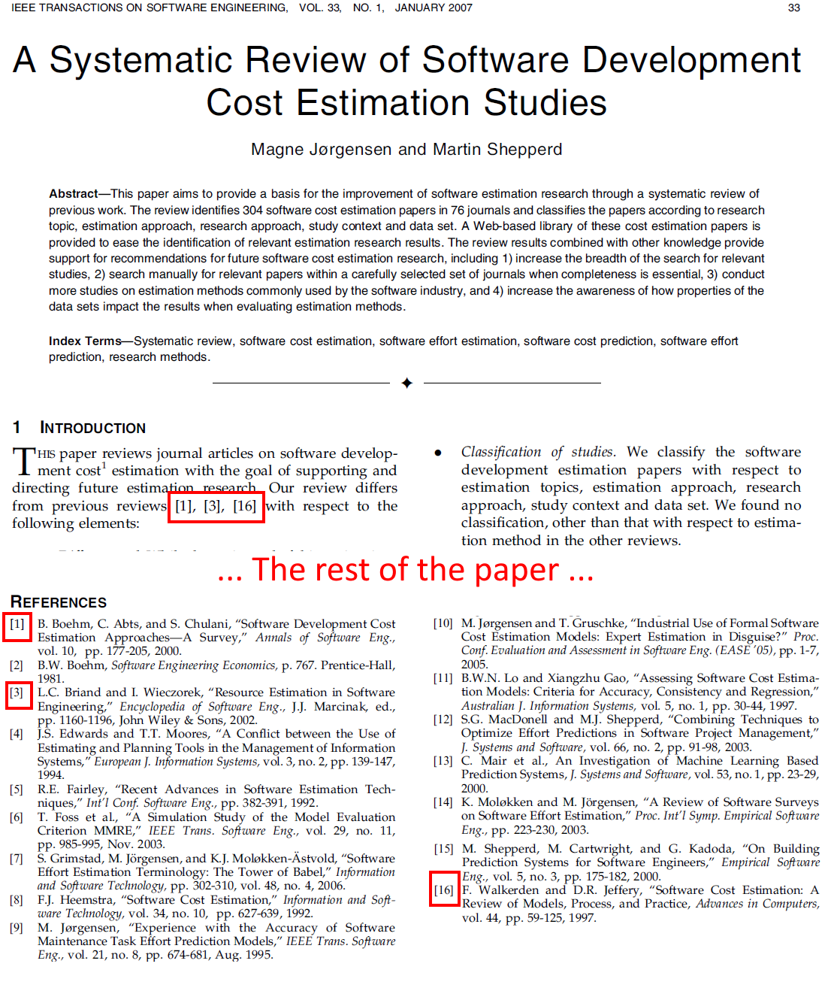 IEEE TRANSACTIONS ON SOFTWARE ENGINEERING, VOL. 33, NO. 1, JANUARY 2007 33
A Systematic Review of Software Development
Cost Estimation Studies
Magne Jørgensen and Martin Shepperd
Abstract—This paper aims to provide a basis for the improvement of software estimation research through a systematic review of
previous work. The review identifies 304 software cost estimation papers in 76 journals and classifies the papers according to research
topic, estimation approach, research approach, study context and data set. A Web-based library of these cost estimation papers is
provided to ease the identification of relevant estimation research results. The review results combined with other knowledge provide
support for recommendations for future software cost estimation research, including 1) increase the breadth of the search for relevant
studies, 2) search manually for relevant papers within a carefully selected set of journals when completeness is essential, 3) conduct
more studies on estimation methods commonly used by the software industry, and 4) increase the awareness of how properties of the
data sets impact the results when evaluating estimation methods.
Index Terms—Systematic review, software cost estimation, software effort estimation, software cost prediction, software effort
prediction, research methods.
1 INTRODUCTION
THIS paper reviews journal articles on software develop-
ment cost¹ estimation with the goal of supporting and
directing future estimation research. Our review differs
from previous reviews [1], [3], [16] with respect to the
following elements:
• Classification of studies. We classify the software
development estimation papers with respect to
estimation topics, estimation approach, research
approach, study context and data set. We found no
classification, other than that with respect to estima-
tion method in the other reviews.
... The rest of the paper ...
REFERENCES
[1] B. Boehm, C. Abts, and S. Chulani, “Software Development Cost
Estimation Approaches—A Survey,” Annals of Software Eng.,
vol. 10, pp. 177-205, 2000.
[2] B.W. Boehm, Software Engineering Economics, p. 767. Prentice-Hall,
1981.
[3] L.C. Briand and I. Wieczorek, “Resource Estimation in Software
Engineering,” Encyclopedia of Software Eng., J.J. Marcinak, ed.,
pp. 1160-1196, John Wiley & Sons, 2002.
[4] J.S. Edwards and T.T. Moores, “A Conflict between the Use of
Estimating and Planning Tools in the Management of Information
Systems,” European J. Information Systems, vol. 3, no. 2, pp. 139-147,
1994.
[5] R.E. Fairley, “Recent Advances in Software Estimation Tech-
niques,” Int’l Conf. Software Eng., pp. 382-391, 1992.
[6] T. Foss et al., “A Simulation Study of the Model Evaluation
Criterion MMRE,” IEEE Trans. Software Eng., vol. 29, no. 11,
pp. 985-995, Nov. 2003.
[7] S. Grimstad, M. Jörgensen, and K.J. Moløkken-Ästvold, “Software
Effort Estimation Terminology: The Tower of Babel,” Information
and Software Technology, pp. 302-310, vol. 48, no. 4, 2006.
[8] F.J. Heemstra, “Software Cost Estimation,” Information and Soft-
ware Technology, vol. 34, no. 10, pp. 627-639, 1992.
[9] M. Jørgensen, “Experience with the Accuracy of Software
Maintenance Task Effort Prediction Models,” IEEE Trans. Software
Eng., vol. 21, no. 8, pp. 674-681, Aug. 1995.
[10] M. Jørgensen and T. Gruschke, “Industrial Use of Formal Software
Cost Estimation Models: Expert Estimation in Disguise?” Proc.
Conf. Evaluation and Assessment in Software Eng. (EASE ’05), pp. 1-7,
2005.
[11] B.W.N. Lo and Xiangzhu Gao, “Assessing Software Cost Estima-
tion Models: Criteria for Accuracy, Consistency and Regression,”
Australian J. Information Systems, vol. 5, no. 1, pp. 30-44, 1997.
[12] S.G. MacDonell and M.J. Shepperd, “Combining Techniques to
Optimize Effort Predictions in Software Project Management,”
J. Systems and Software, vol. 66, no. 2, pp. 91-98, 2003.
[13] C. Mair et al., An Investigation of Machine Learning Based
Prediction Systems, J. Systems and Software, vol. 53, no. 1, pp. 23-29,
2000.
[14] K. Moløkken and M. Jörgensen, “A Review of Software Surveys
on Software Effort Estimation,” Proc. Int’l Symp. Empirical Software
Eng., pp. 223-230, 2003.
[15] M. Shepperd, M. Cartwright, and G. Kadoda, “On Building
Prediction Systems for Software Engineers,” Empirical Software
Eng., vol. 5, no. 3, pp. 175-182, 2000.
[16] F. Walkerden and D.R. Jeffery, “Software Cost Estimation: A
Review of Models, Process, and Practice, Advances in Computers,
vol. 44, pp. 59-125, 1997.